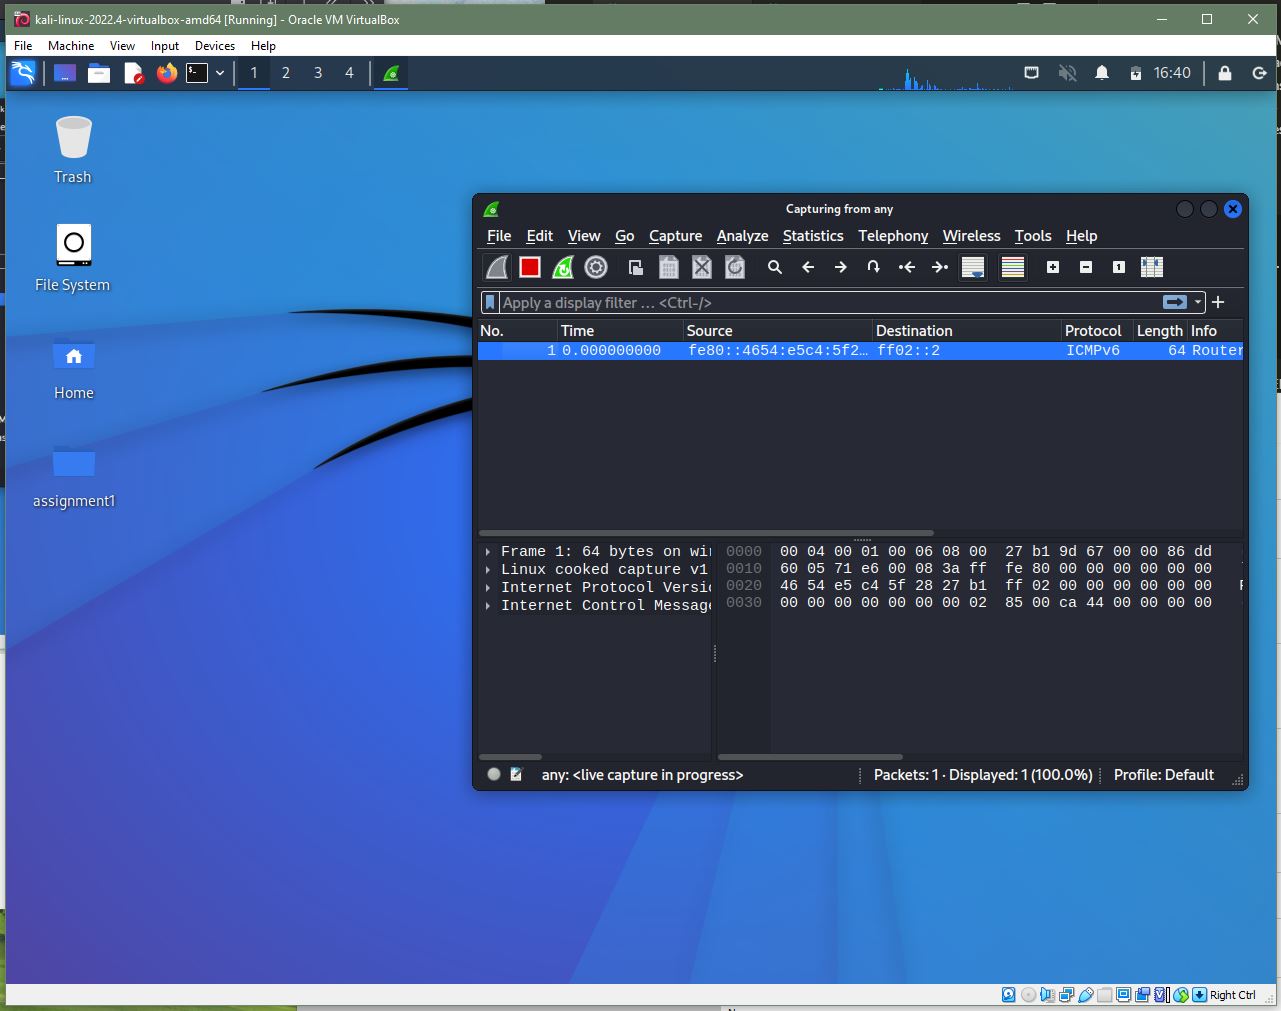 kali-linux-2022.4-virtualbox-amd64 [Running] - Oracle VM VirtualBox
File Machine View Input Devices Help
1 2 3 4 16:40
Trash
File System
Home
assignment1
Capturing from any
File Edit View Go Capture Analyze Statistics Telephony Wireless Tools Help
Apply a display filter … <Ctrl-/>
No. Time Source Destination Protocol Length Info
1 0.000000000 fe80::4654:e5c4:5f2… ff02::2 ICMPv6 64 Router
Frame 1: 64 bytes on wi
Linux cooked capture v1
Internet Protocol Versi
Internet Control Message
0000 00 04 00 01 00 06 08 00 27 b1 9d 67 00 00 86 dd
0010 60 05 71 e6 00 08 3a ff fe 80 00 00 00 00 00 00
0020 46 54 e5 c4 5f 28 27 b1 ff 02 00 00 00 00 00 00
0030 00 00 00 00 00 00 00 02 85 00 ca 44 00 00 00 00
any: <live capture in progress> Packets: 1 · Displayed: 1 (100.0%) Profile: Default
Right Ctrl